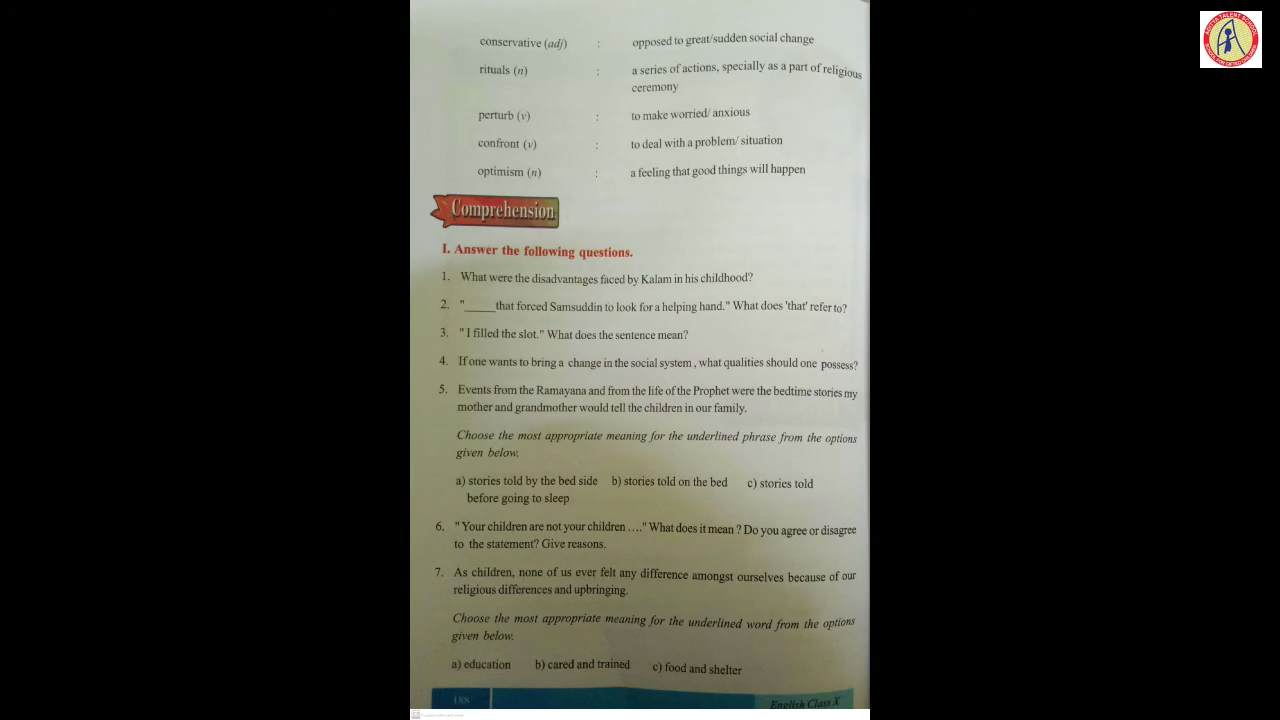 conservative (adj) : opposed to great/sudden social change
rituals (n) : a series of actions, specially as a part of religious
ceremony
perturb (v) : to make worried/ anxious
confront (v) : to deal with a problem/ situation
optimism (n) : a feeling that good things will happen
Comprehension
I. Answer the following questions.
1. What were the disadvantages faced by Kalam in his childhood?
2. "_____that forced Samsuddin to look for a helping hand." What does 'that' refer to?
3. " I filled the slot." What does the sentence mean?
4. If one wants to bring a change in the social system , what qualities should one possess?
5. Events from the Ramayana and from the life of the Prophet were the bedtime stories my
mother and grandmother would tell the children in our family.
Choose the most appropriate meaning for the underlined phrase from the options
given below.
a) stories told by the bed side b) stories told on the bed c) stories told
before going to sleep
6. " Your children are not your children ...." What does it mean ? Do you agree or disagree
to the statement? Give reasons.
7. As children, none of us ever felt any difference amongst ourselves because of our
religious differences and upbringing.
Choose the most appropriate meaning for the underlined word from the options
given below.
a) education b) cared and trained c) food and shelter
188 English Class X